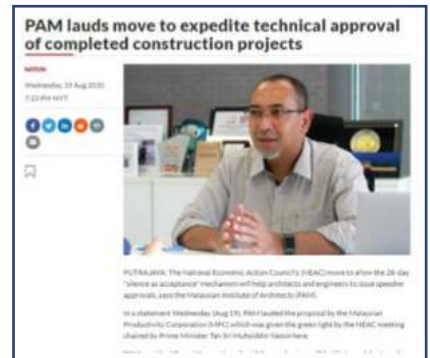 PAM lauds move to expedite technical approval
of completed construction projects
NATION
Wednesday, 19 Aug 2020
7:23 PM MYT
PUTRAJAYA: The National Economic Action Council's (NEAC) move to allow the 28-day
"silence as acceptance" mechanism will help architects and engineers to issue speedier
approvals, says the Malaysian Institute of Architects (PAM).
In a statement Wednesday (Aug 19), PAM lauded the proposal by the Malaysian
Productivity Corporation (MPC) which was given the green light by the NEAC meeting
chaired by Prime Minister Tan Sri Muhyiddin Yassin here.